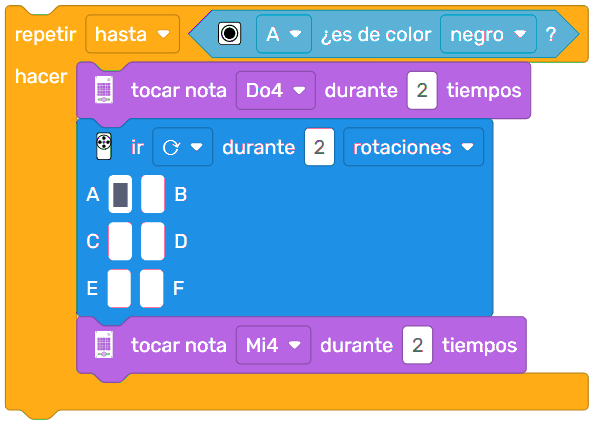 repetir hasta A ¿es de color negro ?
hacer
tocar nota Do4 durante 2 tiempos
ir durante 2 rotaciones
A B
C D
E F
tocar nota Mi4 durante 2 tiempos